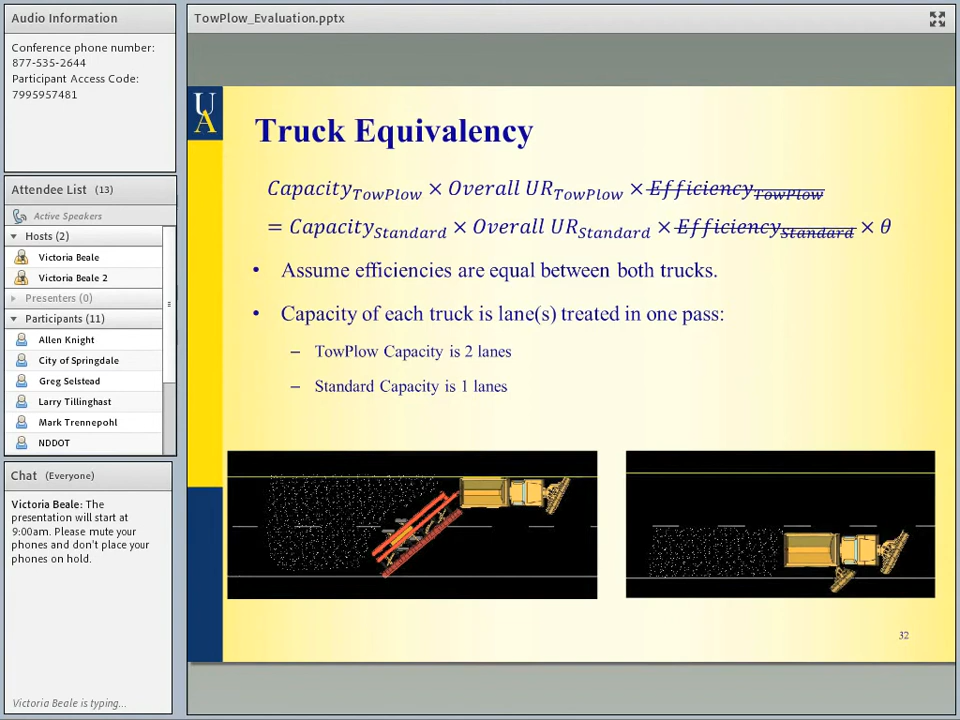 Audio Information
Conference phone number:
877-535-2644
Participant Access Code:
7995957481
Attendee List (13)
Active Speakers
Hosts (2)
Victoria Beale
Victoria Beale 2
Presenters (0)
Participants (11)
Allen Knight
City of Springdale
Greg Selstead
Larry Tillinghast
Mark Trennepohl
NDDOT
Chat (Everyone)
Victoria Beale: The
presentation will start at
9:00am. Please mute your
phones and don't place your
phones on hold.
Victoria Beale is typing...
TowPlow_Evaluation.pptx
UA
Truck Equivalency
Capacity_TowPlow × Overall UR_TowPlow × Efficiency_TowPlow
= Capacity_Standard × Overall UR_Standard × Efficiency_Standard × θ
• Assume efficiencies are equal between both trucks.
• Capacity of each truck is lane(s) treated in one pass:
– TowPlow Capacity is 2 lanes
– Standard Capacity is 1 lanes
32